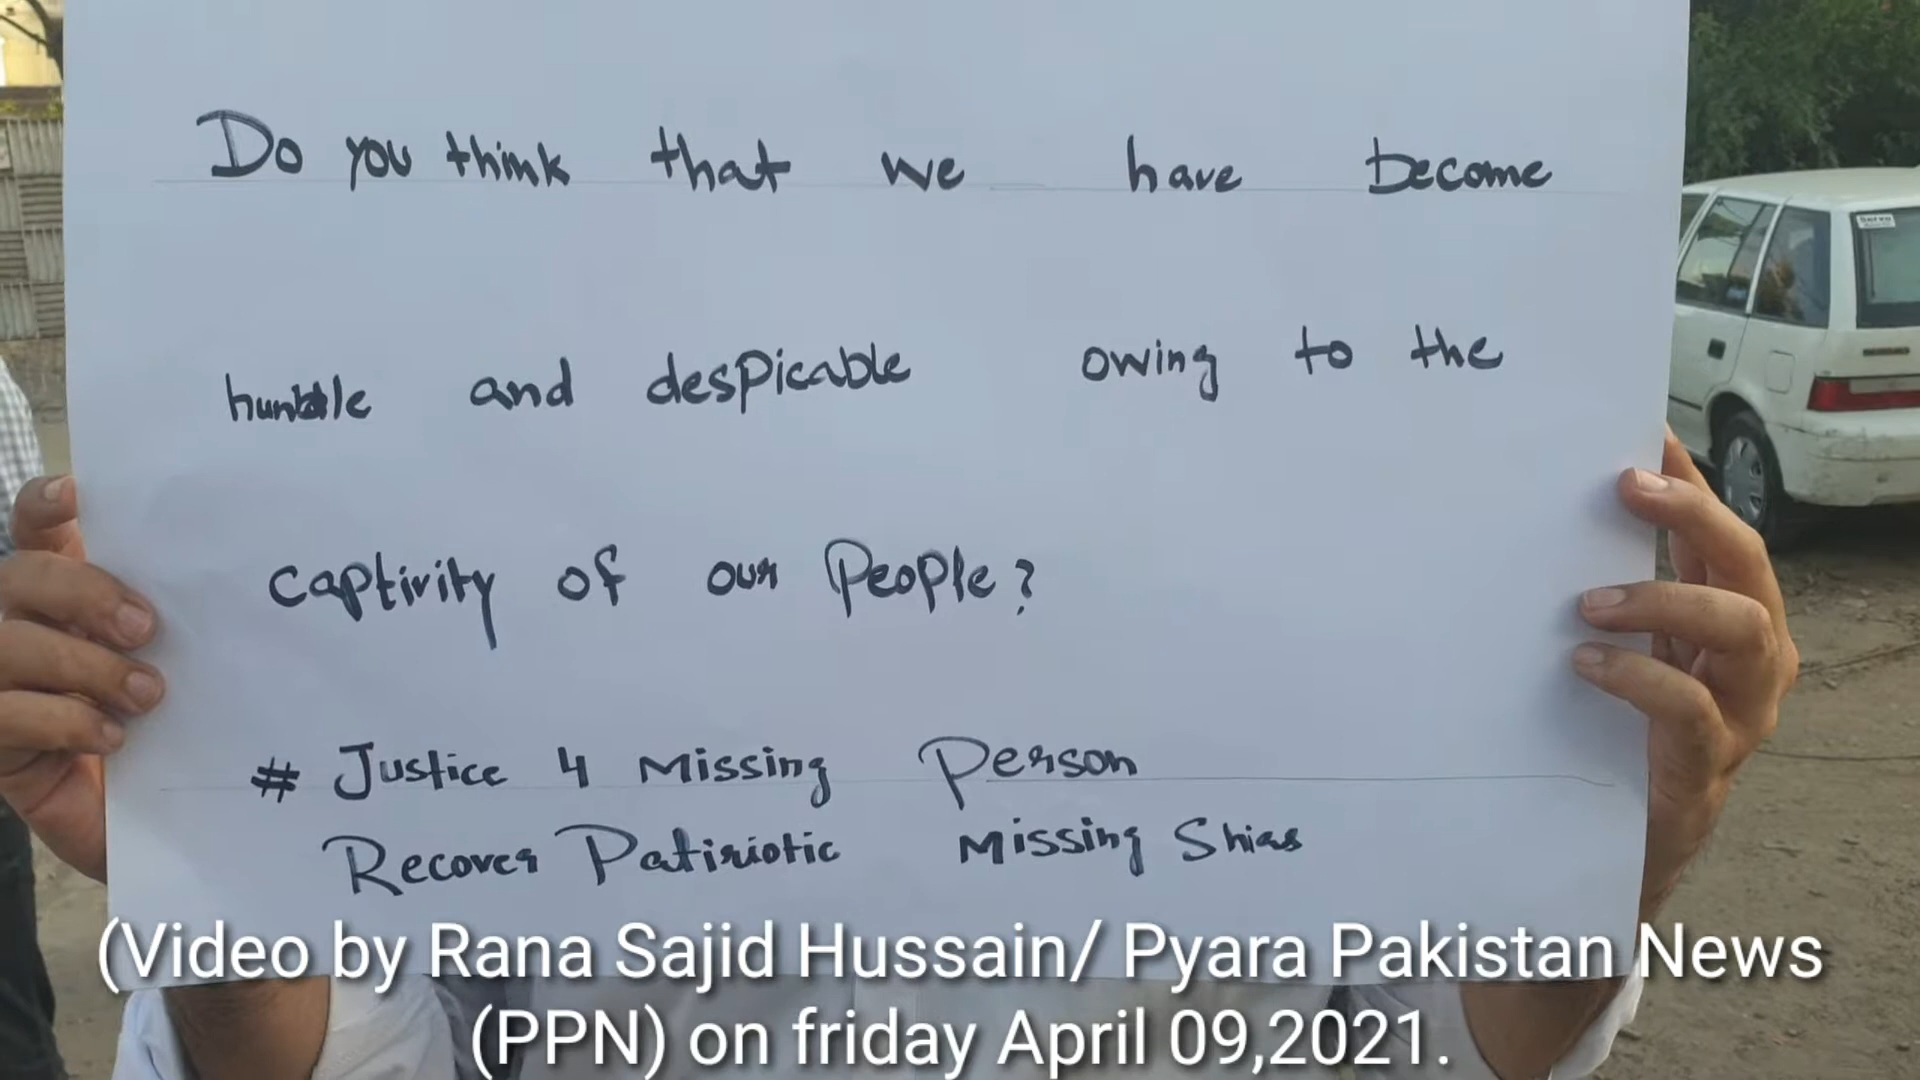 Do you think that we have become
humble and despicable owing to the
captivity of our People?
# Justice 4 Missing Person
Recover Patiriotic Missing Shias
(Video by Rana Sajid Hussain/ Pyara Pakistan News
(PPN) on friday April 09,2021.